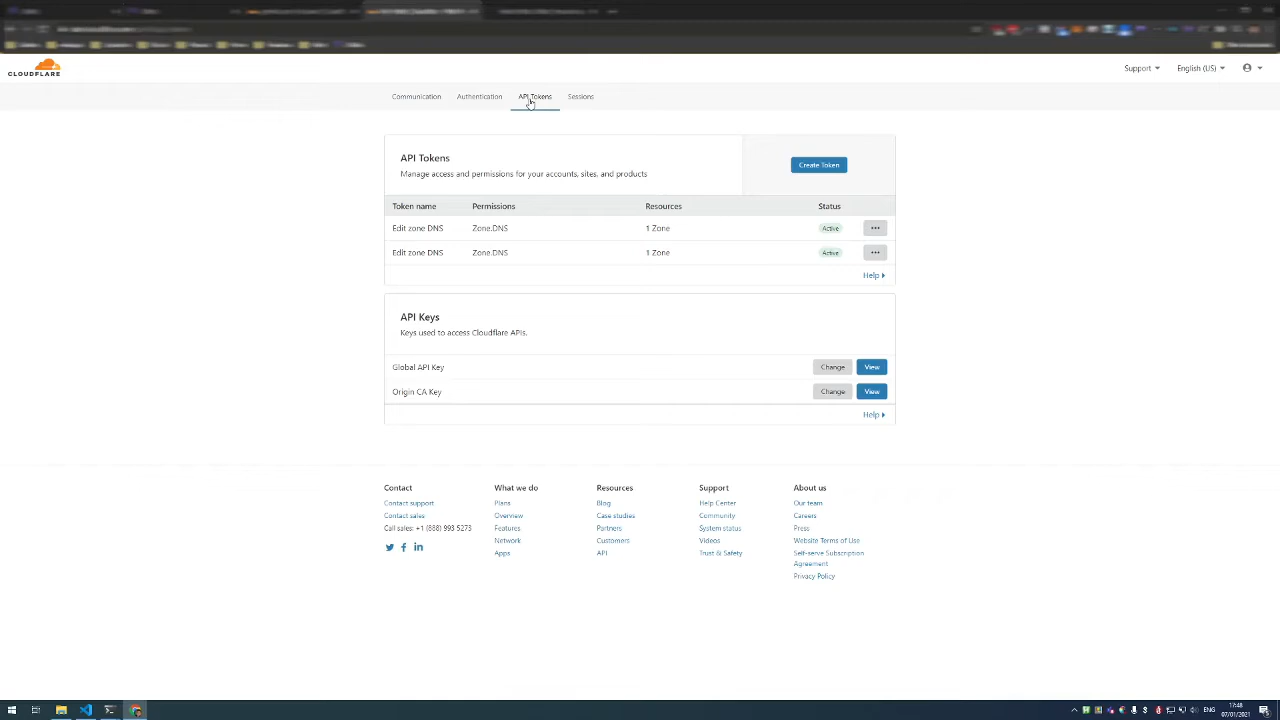 CLOUDFLARE
Support
English (US)
Communication
Authentication
API Tokens
Sessions
API Tokens
Manage access and permissions for your accounts, sites, and products
Create Token
Token name Permissions Resources Status
Edit zone DNS Zone.DNS 1 Zone Active
Edit zone DNS Zone.DNS 1 Zone Active
Help
API Keys
Keys used to access Cloudflare APIs.
Global API Key Change View
Origin CA Key Change View
Help
Contact
Contact support
Contact sales
Call sales: +1 (888) 993 5273
What we do
Plans
Overview
Features
Network
Apps
Resources
Blog
Case studies
Partners
Customers
API
Support
Help Center
Community
System status
Videos
Trust & Safety
About us
Our team
Careers
Press
Website Terms of Use
Self-serve Subscription
Agreement
Privacy Policy
ENG
17:48
07/01/2021